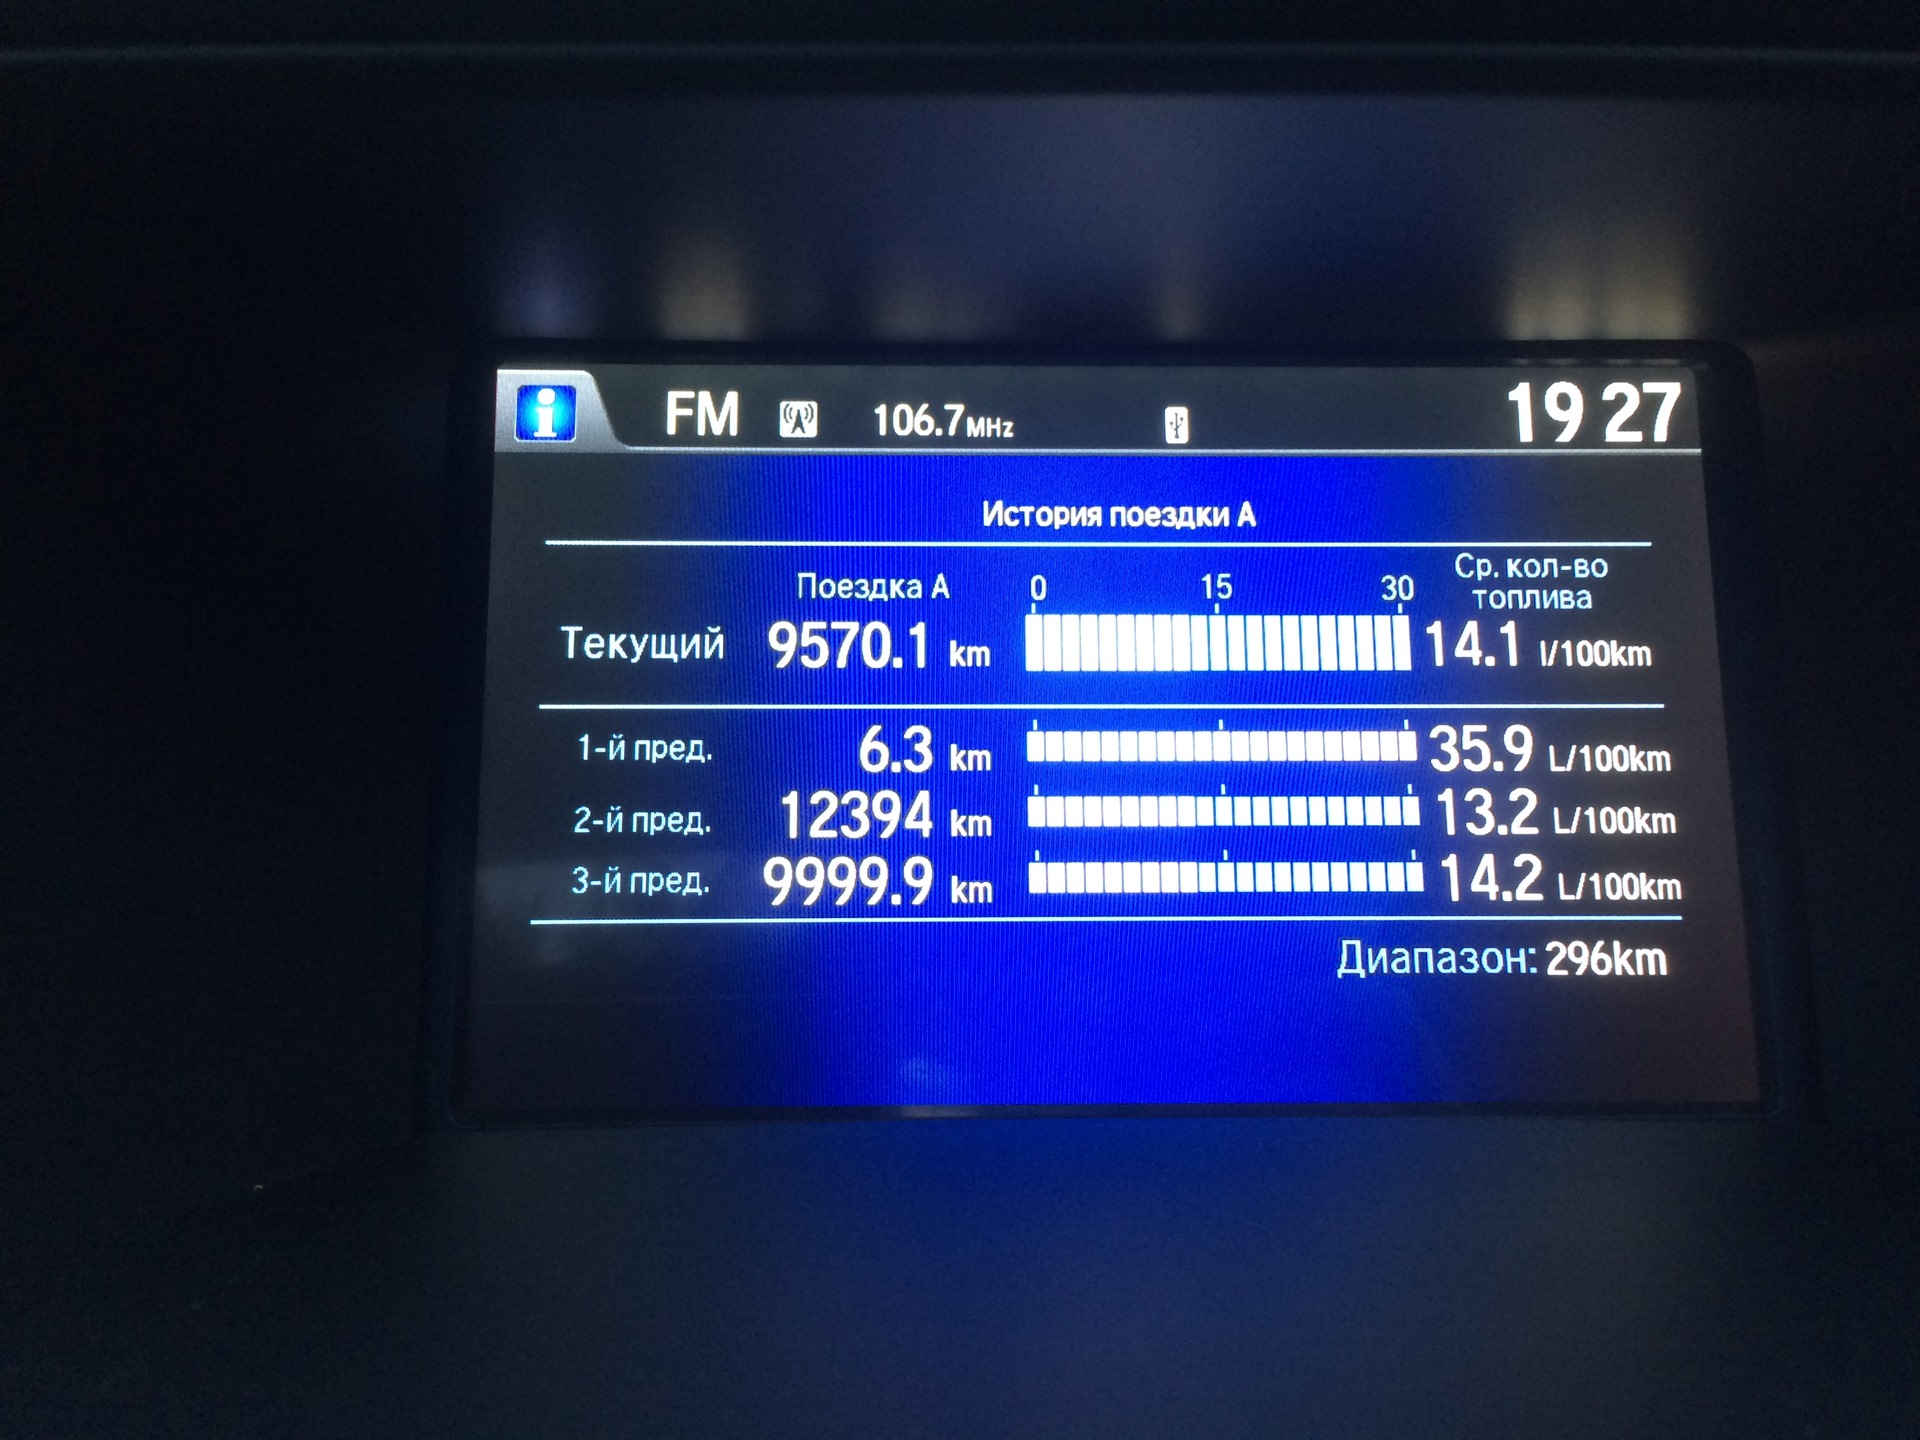 i FM 106.7MHz 19 27
История поездки А
Поездка А 0 15 30 Ср. кол-во
топлива
Текущий 9570.1 km 14.1 l/100km
1-й пред. 6.3 km 35.9 L/100km
2-й пред. 12394 km 13.2 L/100km
3-й пред. 9999.9 km 14.2 L/100km
Диапазон: 296km